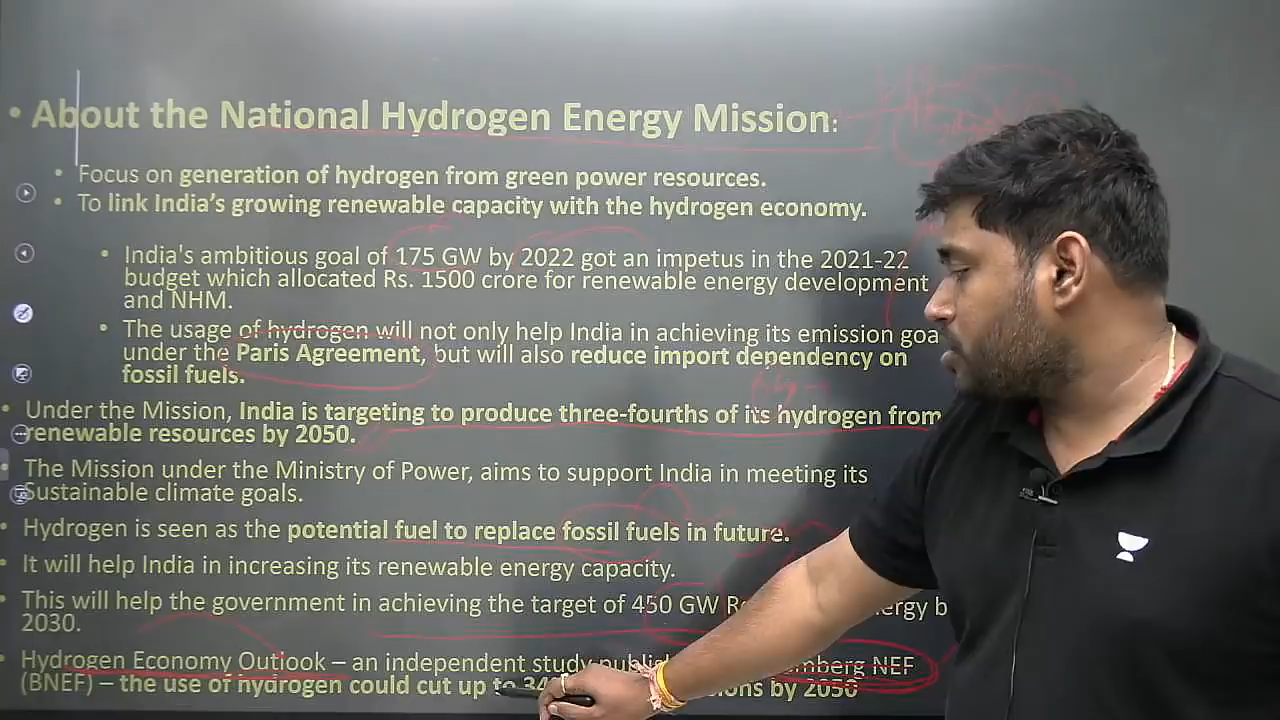 • About the National Hydrogen Energy Mission:
• Focus on generation of hydrogen from green power resources.
• To link India's growing renewable capacity with the hydrogen economy.
• India's ambitious goal of 175 GW by 2022 got an impetus in the 2021-22
budget which allocated Rs. 1500 crore for renewable energy development
and NHM.
• The usage of hydrogen will not only help India in achieving its emission goa
under the Paris Agreement, but will also reduce import dependency on
fossil fuels.
• Under the Mission, India is targeting to produce three-fourths of its hydrogen from
renewable resources by 2050.
• The Mission under the Ministry of Power, aims to support India in meeting its
Sustainable climate goals.
• Hydrogen is seen as the potential fuel to replace fossil fuels in future.
• It will help India in increasing its renewable energy capacity.
• This will help the government in achieving the target of 450 GW
2030.
• Hydrogen Economy Outlook – an independent study NEF
(BNEF) – the use of hydrogen could cut up to by 2050